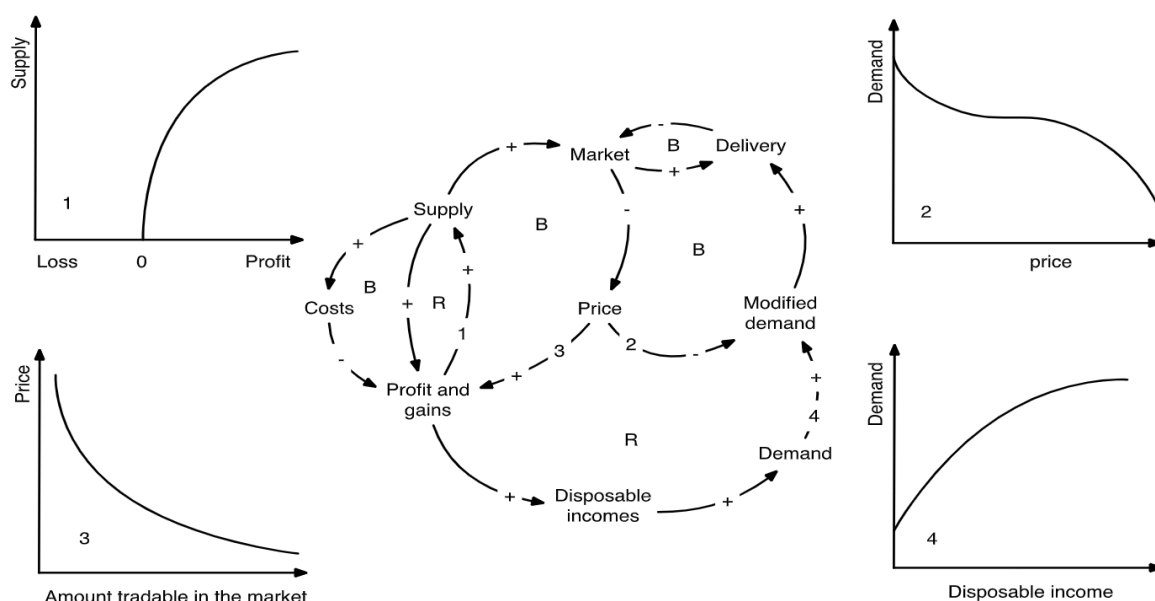 Supply
1
Loss
0
Profit
Price
3
Amount tradable in the market
+
Market
-
B
+
Delivery
Supply
+
B
-
B
+
+
B
+
R
+
1
Costs
-
Price
3
2
+
-
Modified
demand
Profit and
gains
R
+
4
Demand
+
Disposable
incomes
+
Demand
2
price
Demand
4
Disposable income